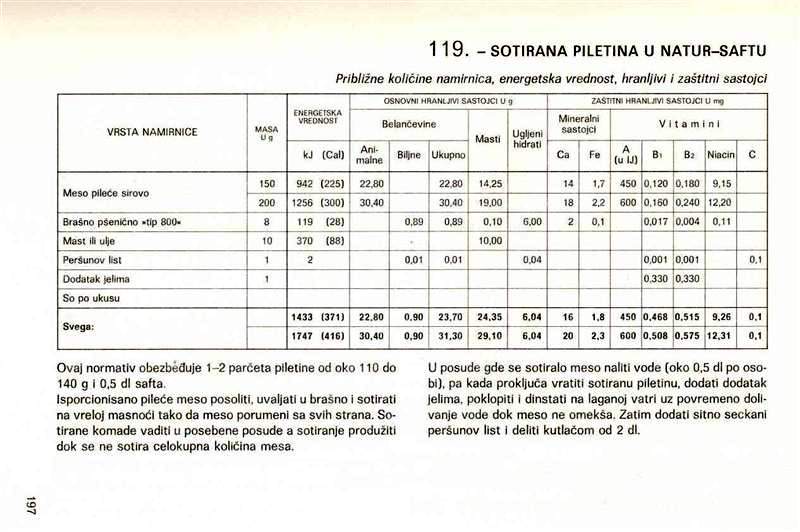 119. – SOTIRANA PILETINA U NATUR–SAFTU
Približne količine namirnica, energetska vrednost, hranljivi i zaštitni sastojci
VRSTA NAMIRNICE MASA U g ENERGETSKA VREDNOST OSNOVNI HRANLJIVI SASTOJCI U g ZAŠTITNI HRANLJIVI SASTOJCI U mg
Belančevine Masti Ugljeni hidrati Mineralni sastojci Vitamini
kJ (Cal) Ani-malne Biljne Ukupno Ca Fe A (u IJ) B1 B2 Niacin C
Meso pileće sirovo 150 942 (225) 22,80 22,80 14,25 14 1,7 450 0,120 0,180 9,15
200 1256 (300) 30,40 30,40 19,00 18 2,2 600 0,160 0,240 12,20
Brašno pšenično »tip 800« 8 119 (28) 0,89 0,89 0,10 6,00 2 0,1 0,017 0,004 0,11
Mast ili ulje 10 370 (88) 10,00
Peršunov list 1 2 0,01 0,01 0,04 0,001 0,001 0,1
Dodatak jelima 1 0,330 0,330
So po ukusu
Svega: 1433 (371) 22,80 0,90 23,70 24,35 6,04 16 1,8 450 0,468 0,515 9,26 0,1
1747 (416) 30,40 0,90 31,30 29,10 6,04 20 2,3 600 0,508 0,575 12,31 0,1
Ovaj normativ obezbeđuje 1–2 parčeta piletine od oko 110 do
140 g i 0,5 dl safta.
Isporcionisano pileće meso posoliti, uvaljati u brašno i sotirati
na vreloj masnoći tako da meso porumeni sa svih strana. So-
tirane komade vaditi u posebene posude a sotiranje produžiti
dok se ne sotira celokupna količina mesa.
U posude gde se sotiralo meso naliti vode (oko 0,5 dl po oso-
bi), pa kada proključa vratiti sotiranu piletinu, dodati dodatak
jelima, poklopiti i dinstati na laganoj vatri uz povremeno doli-
vanje vode dok meso ne omekša. Zatim dodati sitno seckani
peršunov list i deliti kutlačom od 2 dl.
197